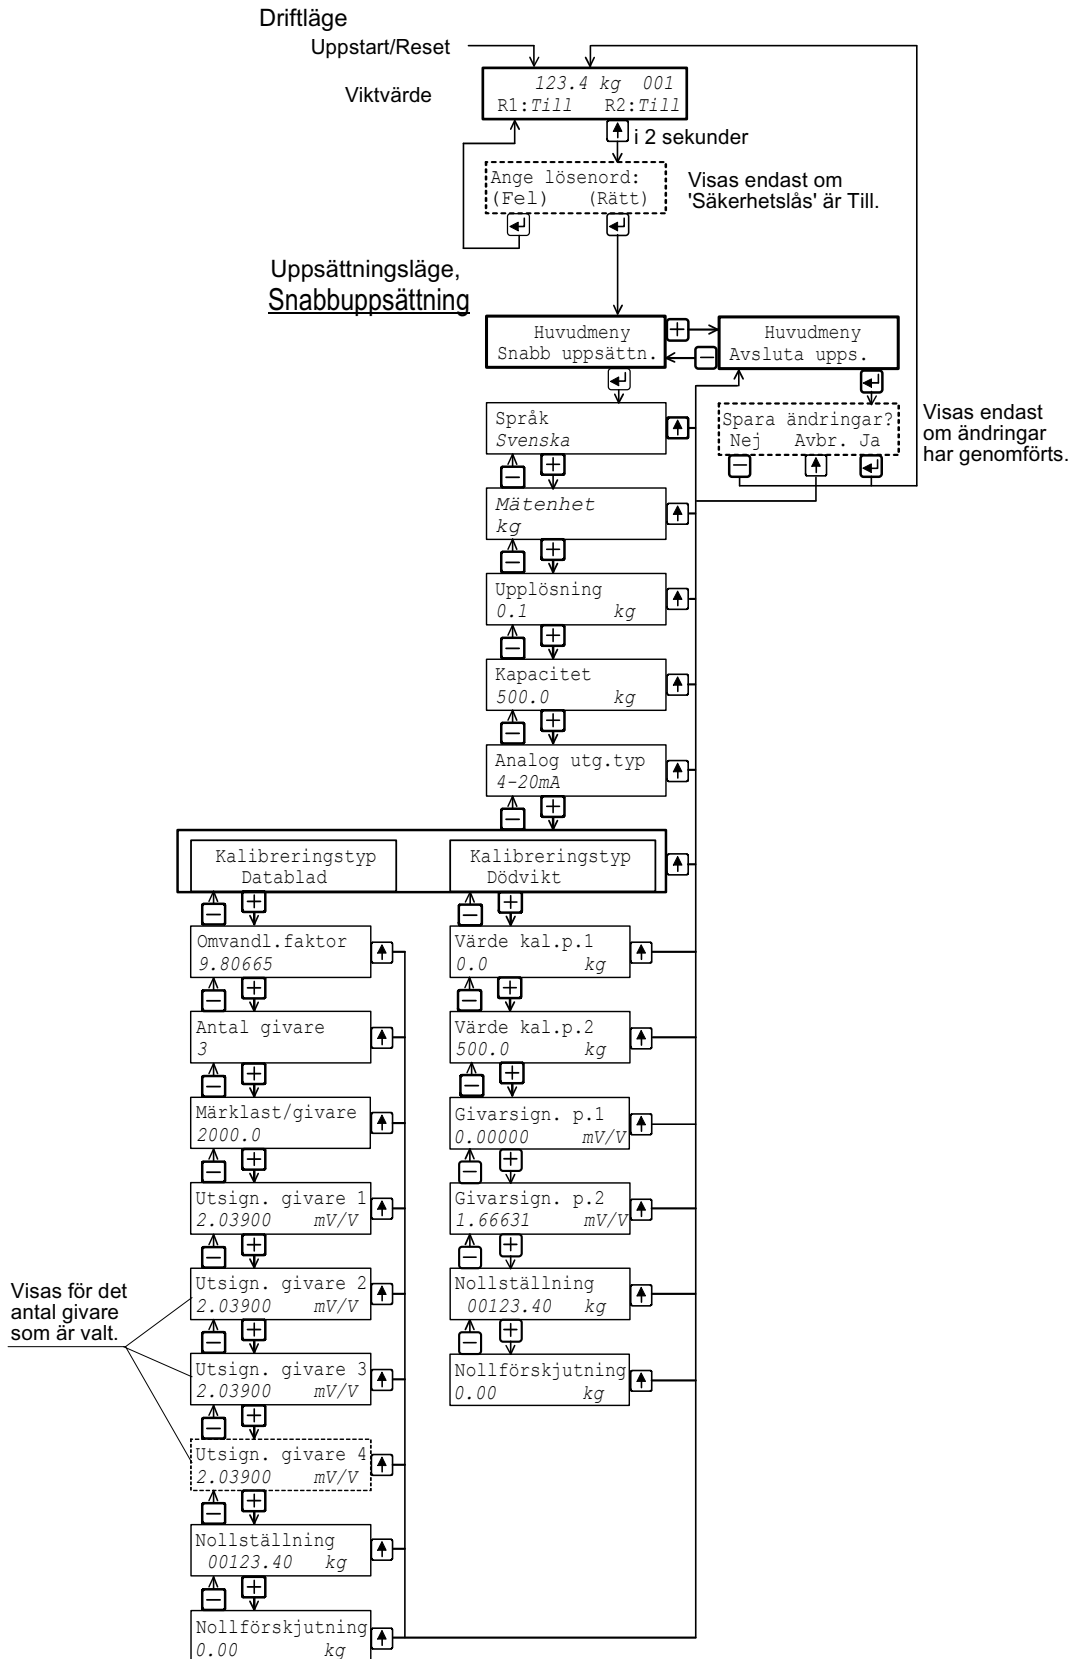 Driftläge
Uppstart/Reset
Viktvärde
123.4 kg 001
R1:Till R2:Till
i 2 sekunder
Ange lösenord:
(Fel) (Rätt)
Visas endast om
'Säkerhetslås' är Till.
Uppsättningsläge,
Snabbuppsättning
Huvudmeny
Snabb uppsättn.
Huvudmeny
Avsluta upps.
Spara ändringar?
Nej Avbr. Ja
Visas endast
om ändringar
har genomförts.
Språk
Svenska
Mätenhet
kg
Upplösning
0.1 kg
Kapacitet
500.0 kg
Analog utg.typ
4-20mA
Kalibreringstyp
Datablad
Kalibreringstyp
Dödvikt
Omvandl.faktor
9.80665
Antal givare
3
Märklast/givare
2000.0
Utsign. givare 1
2.03900 mV/V
Utsign. givare 2
2.03900 mV/V
Utsign. givare 3
2.03900 mV/V
Utsign. givare 4
2.03900 mV/V
Nollställning
00123.40 kg
Nollförskjutning
0.00 kg
Visas för det
antal givare
som är valt.
Värde kal.p.1
0.0 kg
Värde kal.p.2
500.0 kg
Givarsign. p.1
0.00000 mV/V
Givarsign. p.2
1.66631 mV/V
Nollställning
00123.40 kg
Nollförskjutning
0.00 kg